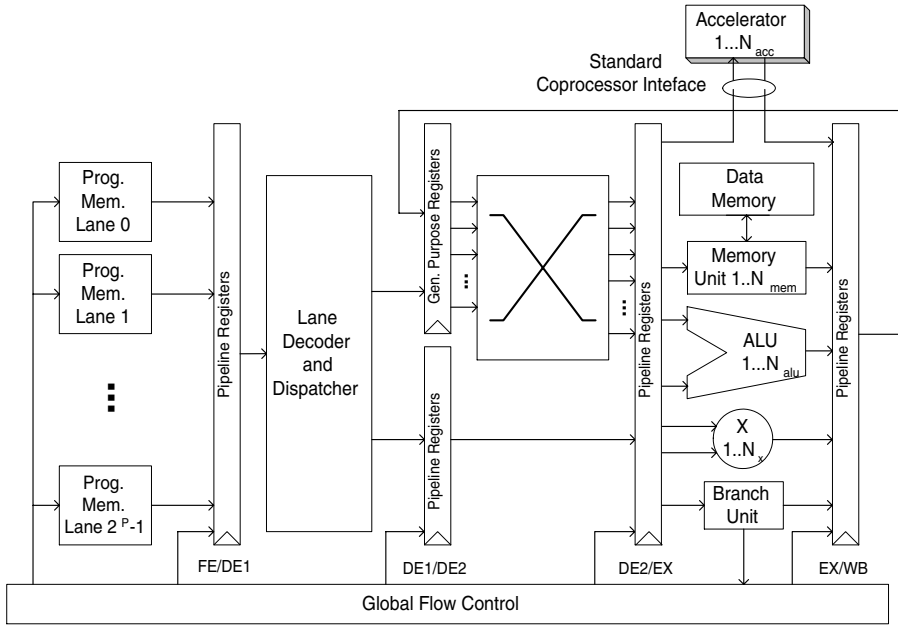 Accelerator
1...N acc
Standard
Coprocessor Inteface
Prog.
Mem.
Lane 0
Prog.
Mem.
Lane 1
...
Prog.
Mem.
Lane 2 P-1
Pipeline Registers
FE/DE1
Lane
Decoder
and
Dispatcher
Gen. Purpose Registers
...
Pipeline Registers
DE1/DE2
...
Pipeline Registers
DE2/EX
Data
Memory
Memory
Unit 1..N mem
ALU
1...N alu
X
1..N x
Branch
Unit
Pipeline Registers
EX/WB
Global Flow Control